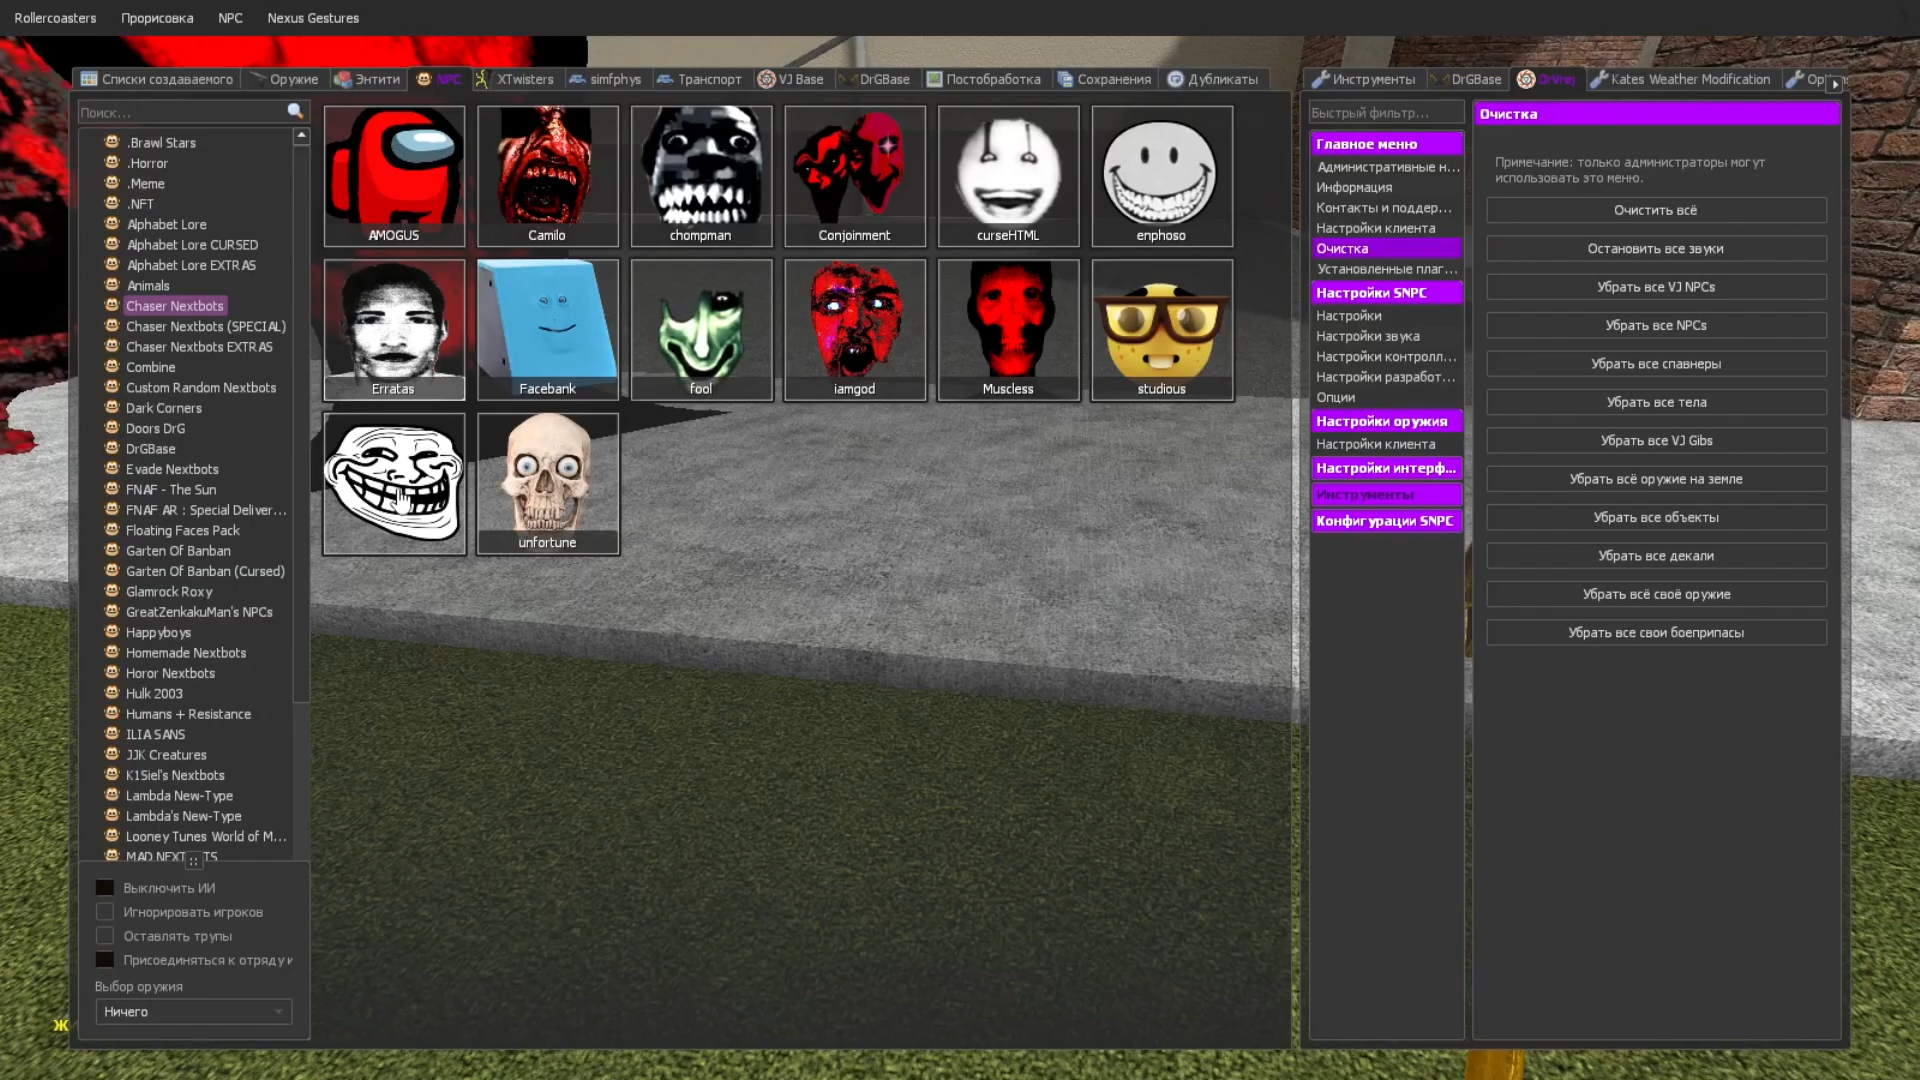 Rollercoasters Прорисовка NPC Nexus Gestures
Списки создаваемого Оружие Энтити NPC XTwisters simfphys Транспорт VJ Base DrGBase Постобработка Сохранения Дубликаты
Поиск...
.Brawl Stars
.Horror
.Meme
.NFT
Alphabet Lore
Alphabet Lore CURSED
Alphabet Lore EXTRAS
Animals
Chaser Nextbots
Chaser Nextbots (SPECIAL)
Chaser Nextbots EXTRAS
Combine
Custom Random Nextbots
Dark Corners
Doors DrG
DrGBase
Evade Nextbots
FNAF - The Sun
FNAF AR : Special Deliver...
Floating Faces Pack
Garten Of Banban
Garten Of Banban (Cursed)
Glamrock Roxy
GreatZenkakuMan's NPCs
Happyboys
Homemade Nextbots
Horor Nextbots
Hulk 2003
Humans + Resistance
ILIA SANS
JJK Creatures
K1Siel's Nextbots
Lambda New-Type
Lambda's New-Type
Looney Tunes World of M...
Выключить ИИ
Игнорировать игроков
Оставлять трупы
Присоединяться к отряду и
Выбор оружия
Ничего
Ж
AMOGUS Camilo chompman Conjoinment curseHTML enphoso
Erratas Facebank fool iamgod Muscless studious
unfortune
Инструменты DrGBase DrVrej Kates Weather Modification
Быстрый фильтр...
Главное меню
Административные н...
Информация
Контакты и поддер...
Настройки клиента
Очистка
Установленные плаг...
Настройки SNPC
Настройки
Настройки звука
Настройки контролл...
Настройки разработ...
Опции
Настройки оружия
Настройки клиента
Настройки интерф...
Инструменты
Конфигурации SNPC
Очистка
Примечание: только администраторы могут
использовать это меню.
Очистить всё
Остановить все звуки
Убрать все VJ NPCs
Убрать все NPCs
Убрать все спавнеры
Убрать все тела
Убрать все VJ Gibs
Убрать всё оружие на земле
Убрать все объекты
Убрать все декали
Убрать всё своё оружие
Убрать все свои боеприпасы